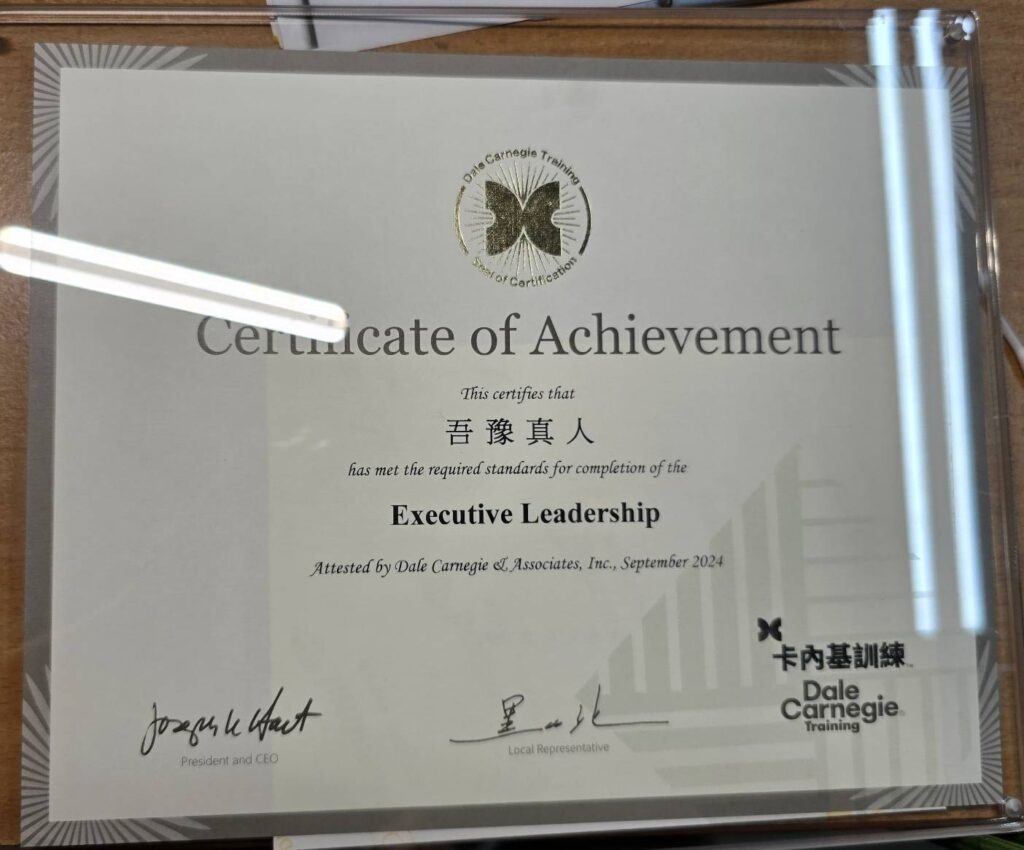 Dale Carnegie Training
Seal of Certification
Certificate of Achievement
This certifies that
吾豫真人
has met the required standards for completion of the
Executive Leadership
Attested by Dale Carnegie & Associates, Inc., September 2024
卡內基訓練
Dale
Carnegie
Training
President and CEO
Local Representative